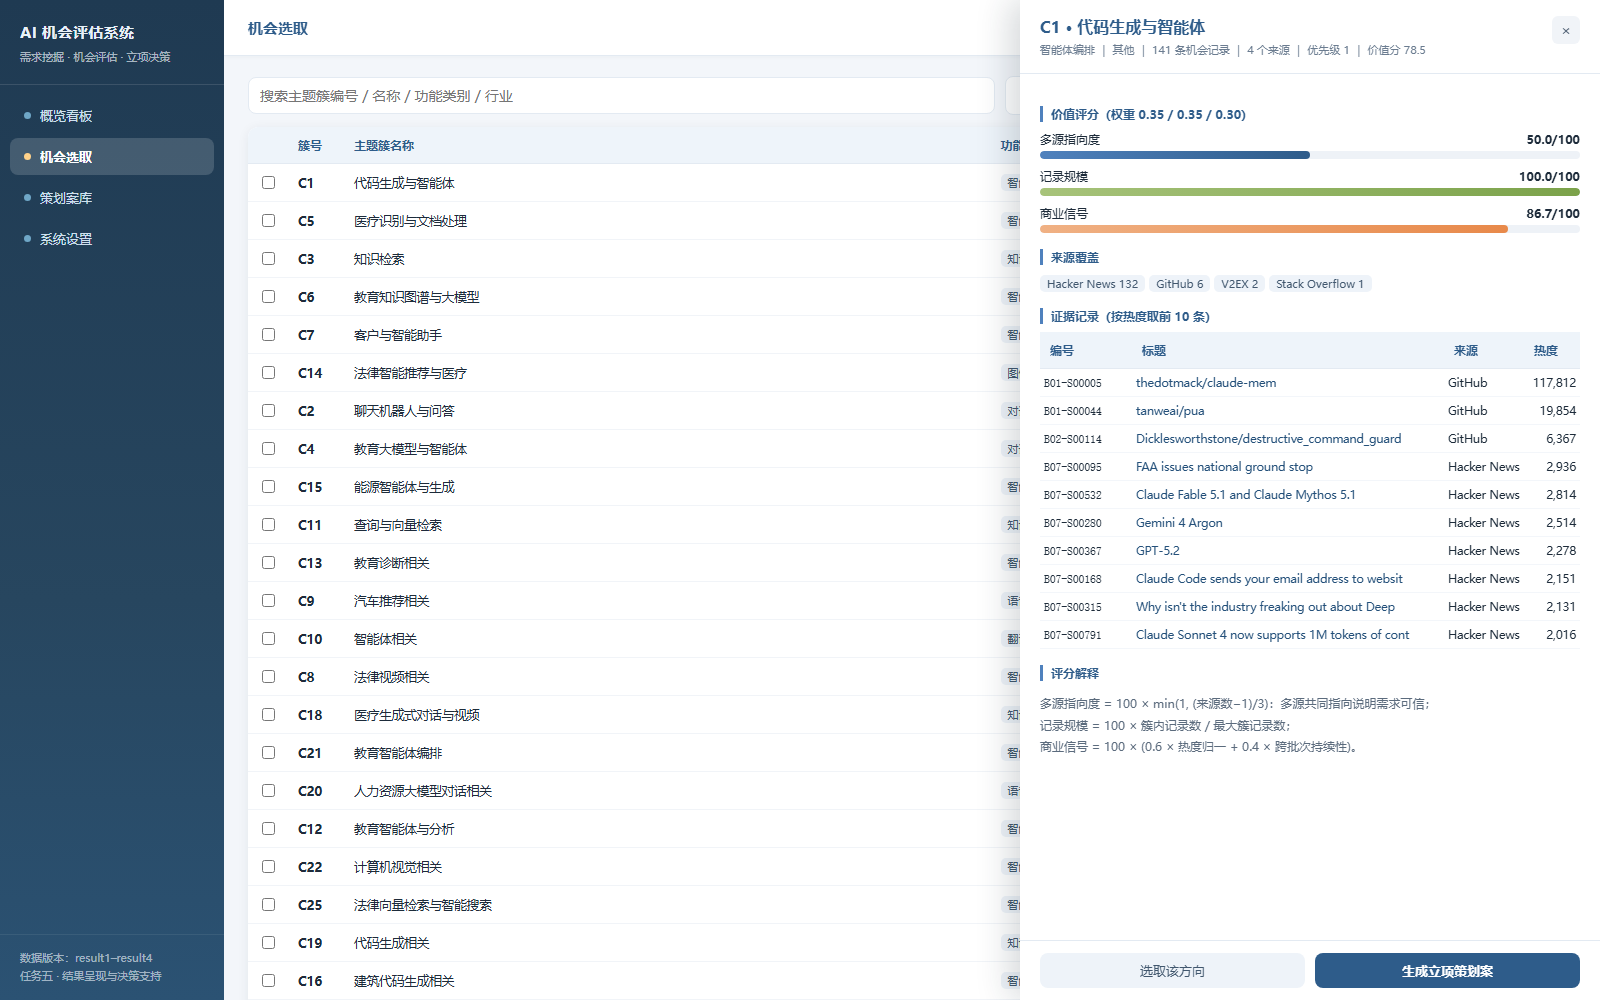 AI 机会评估系统
需求挖掘 · 机会评估 · 立项决策
概览看板
机会选取
策划案库
系统设置
数据版本：result1–result4
任务五 · 结果呈现与决策支持
机会选取
搜索主题簇编号 / 名称 / 功能类别 / 行业
簇号 主题簇名称 功能
C1 代码生成与智能体 智
C5 医疗识别与文档处理 智
C3 知识检索 知
C6 教育知识图谱与大模型 智
C7 客户与智能助手 智
C14 法律智能推荐与医疗 图
C2 聊天机器人与问答 对
C4 教育大模型与智能体 对
C15 能源智能体与生成 智
C11 查询与向量检索 知
C13 教育诊断相关 智
C9 汽车推荐相关 语
C10 智能体相关 翻
C8 法律视频相关 智
C18 医疗生成式对话与视频 知
C21 教育智能体编排 智
C20 人力资源大模型对话相关 语
C12 教育智能体与分析 智
C22 计算机视觉相关 智
C25 法律向量检索与智能搜索 智
C19 代码生成相关 知
C16 建筑代码生成相关 智
C1 • 代码生成与智能体
×
智能体编排 | 其他 | 141 条机会记录 | 4 个来源 | 优先级 1 | 价值分 78.5
价值评分（权重 0.35 / 0.35 / 0.30）
多源指向度 50.0/100
记录规模 100.0/100
商业信号 86.7/100
来源覆盖
Hacker News 132 GitHub 6 V2EX 2 Stack Overflow 1
证据记录（按热度取前 10 条）
编号 标题 来源 热度
B01-S00005 thedotmack/claude-mem GitHub 117,812
B01-S00044 tanweai/pua GitHub 19,854
B02-S00114 Dicklesworthstone/destructive_command_guard GitHub 6,367
B07-S00095 FAA issues national ground stop Hacker News 2,936
B07-S00532 Claude Fable 5.1 and Claude Mythos 5.1 Hacker News 2,814
B07-S00280 Gemini 4 Argon Hacker News 2,514
B07-S00367 GPT-5.2 Hacker News 2,278
B07-S00168 Claude Code sends your email address to websit Hacker News 2,151
B07-S00315 Why isn't the industry freaking out about Deep Hacker News 2,131
B07-S00791 Claude Sonnet 4 now supports 1M tokens of cont Hacker News 2,016
评分解释
多源指向度 = 100 × min(1, (来源数−1)/3)：多源共同指向说明需求可信；
记录规模 = 100 × 簇内记录数 / 最大簇记录数；
商业信号 = 100 × (0.6 × 热度归一 + 0.4 × 跨批次持续性)。
选取该方向
生成立项策划案